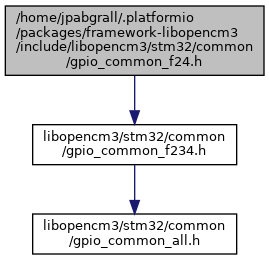 /home/jpabgrall/.platformio
/packages/framework-libopencm3
/include/libopencm3/stm32/common
/gpio_common_f24.h
libopencm3/stm32/common
/gpio_common_f234.h
libopencm3/stm32/common
/gpio_common_all.h